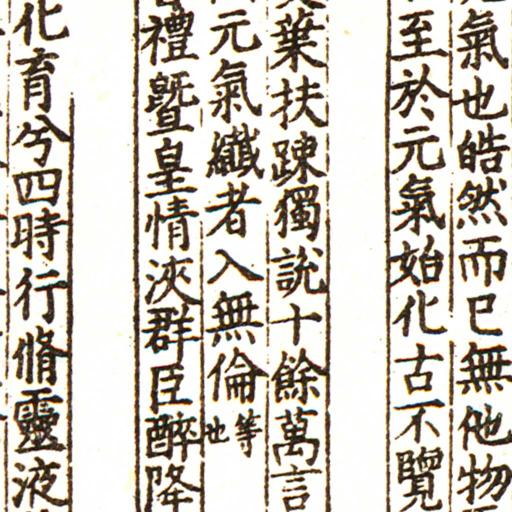 氣也皓然而已無他物
至於元氣始化古不覽
葉扶踈獨說十餘萬言
元氣纖者入無倫等也
禮曁皇情浹群臣醉降
化育兮四時行脩靈液